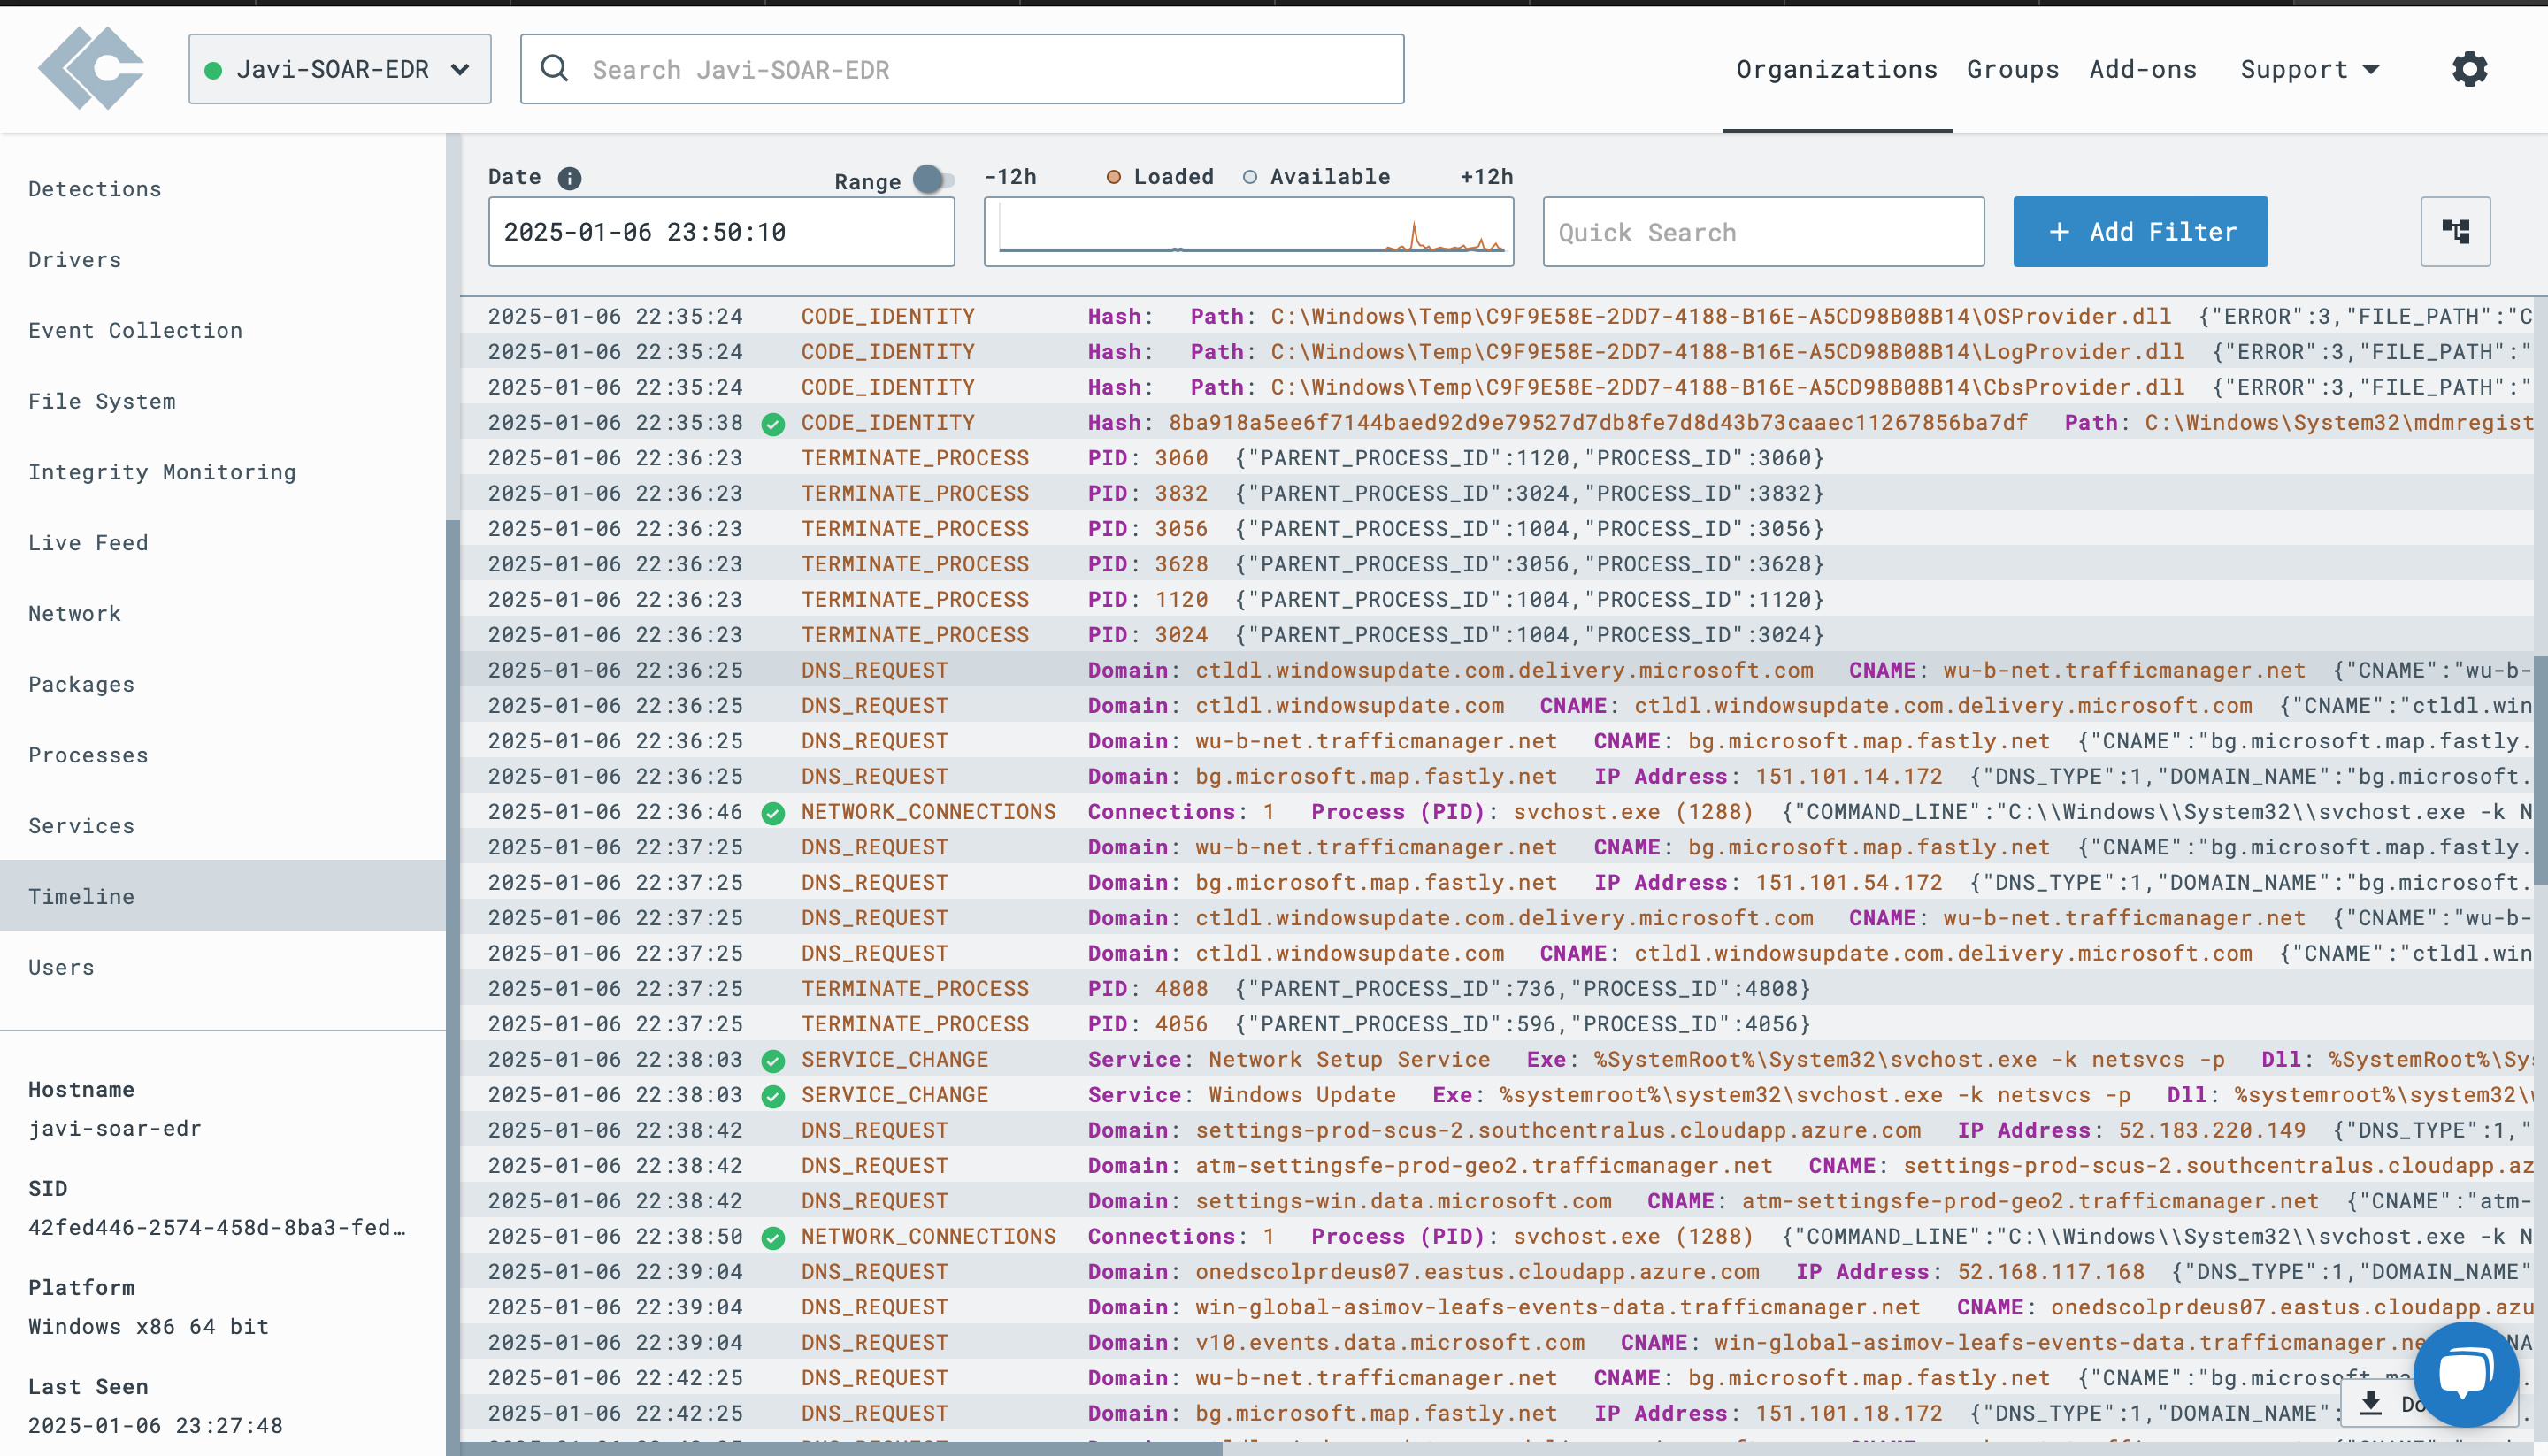 Javi-SOAR-EDR
Search Javi-SOAR-EDR
Organizations Groups Add-ons Support
Detections
Drivers
Event Collection
File System
Integrity Monitoring
Live Feed
Network
Packages
Processes
Services
Timeline
Users
Hostname
javi-soar-edr
SID
42fed446-2574-458d-8ba3-fed…
Platform
Windows x86 64 bit
Last Seen
2025-01-06 23:27:48
Date Range -12h Loaded Available +12h
2025-01-06 23:50:10
Quick Search
+ Add Filter
2025-01-06 22:35:24 CODE_IDENTITY Hash: Path: C:\Windows\Temp\C9F9E58E-2DD7-4188-B16E-A5CD98B08B14\OSProvider.dll {"ERROR":3,"FILE_PATH":"C
2025-01-06 22:35:24 CODE_IDENTITY Hash: Path: C:\Windows\Temp\C9F9E58E-2DD7-4188-B16E-A5CD98B08B14\LogProvider.dll {"ERROR":3,"FILE_PATH":"
2025-01-06 22:35:24 CODE_IDENTITY Hash: Path: C:\Windows\Temp\C9F9E58E-2DD7-4188-B16E-A5CD98B08B14\CbsProvider.dll {"ERROR":3,"FILE_PATH":"
2025-01-06 22:35:38 CODE_IDENTITY Hash: 8ba918a5ee6f7144baed92d9e79527d7db8fe7d8d43b73caaec11267856ba7df Path: C:\Windows\System32\mdmregist
2025-01-06 22:36:23 TERMINATE_PROCESS PID: 3060 {"PARENT_PROCESS_ID":1120,"PROCESS_ID":3060}
2025-01-06 22:36:23 TERMINATE_PROCESS PID: 3832 {"PARENT_PROCESS_ID":3024,"PROCESS_ID":3832}
2025-01-06 22:36:23 TERMINATE_PROCESS PID: 3056 {"PARENT_PROCESS_ID":1004,"PROCESS_ID":3056}
2025-01-06 22:36:23 TERMINATE_PROCESS PID: 3628 {"PARENT_PROCESS_ID":3056,"PROCESS_ID":3628}
2025-01-06 22:36:23 TERMINATE_PROCESS PID: 1120 {"PARENT_PROCESS_ID":1004,"PROCESS_ID":1120}
2025-01-06 22:36:23 TERMINATE_PROCESS PID: 3024 {"PARENT_PROCESS_ID":1004,"PROCESS_ID":3024}
2025-01-06 22:36:25 DNS_REQUEST Domain: ctldl.windowsupdate.com.delivery.microsoft.com CNAME: wu-b-net.trafficmanager.net {"CNAME":"wu-b-
2025-01-06 22:36:25 DNS_REQUEST Domain: ctldl.windowsupdate.com CNAME: ctldl.windowsupdate.com.delivery.microsoft.com {"CNAME":"ctldl.win
2025-01-06 22:36:25 DNS_REQUEST Domain: wu-b-net.trafficmanager.net CNAME: bg.microsoft.map.fastly.net {"CNAME":"bg.microsoft.map.fastly.
2025-01-06 22:36:25 DNS_REQUEST Domain: bg.microsoft.map.fastly.net IP Address: 151.101.14.172 {"DNS_TYPE":1,"DOMAIN_NAME":"bg.microsoft.
2025-01-06 22:36:46 NETWORK_CONNECTIONS Connections: 1 Process (PID): svchost.exe (1288) {"COMMAND_LINE":"C:\\Windows\\System32\\svchost.exe -k N
2025-01-06 22:37:25 DNS_REQUEST Domain: wu-b-net.trafficmanager.net CNAME: bg.microsoft.map.fastly.net {"CNAME":"bg.microsoft.map.fastly.
2025-01-06 22:37:25 DNS_REQUEST Domain: bg.microsoft.map.fastly.net IP Address: 151.101.54.172 {"DNS_TYPE":1,"DOMAIN_NAME":"bg.microsoft.
2025-01-06 22:37:25 DNS_REQUEST Domain: ctldl.windowsupdate.com.delivery.microsoft.com CNAME: wu-b-net.trafficmanager.net {"CNAME":"wu-b-
2025-01-06 22:37:25 DNS_REQUEST Domain: ctldl.windowsupdate.com CNAME: ctldl.windowsupdate.com.delivery.microsoft.com {"CNAME":"ctldl.win
2025-01-06 22:37:25 TERMINATE_PROCESS PID: 4808 {"PARENT_PROCESS_ID":736,"PROCESS_ID":4808}
2025-01-06 22:37:25 TERMINATE_PROCESS PID: 4056 {"PARENT_PROCESS_ID":596,"PROCESS_ID":4056}
2025-01-06 22:38:03 SERVICE_CHANGE Service: Network Setup Service Exe: %SystemRoot%\System32\svchost.exe -k netsvcs -p Dll: %SystemRoot%\Sys
2025-01-06 22:38:03 SERVICE_CHANGE Service: Windows Update Exe: %systemroot%\system32\svchost.exe -k netsvcs -p Dll: %systemroot%\system32\
2025-01-06 22:38:42 DNS_REQUEST Domain: settings-prod-scus-2.southcentralus.cloudapp.azure.com IP Address: 52.183.220.149 {"DNS_TYPE":1,"
2025-01-06 22:38:42 DNS_REQUEST Domain: atm-settingsfe-prod-geo2.trafficmanager.net CNAME: settings-prod-scus-2.southcentralus.cloudapp.az
2025-01-06 22:38:42 DNS_REQUEST Domain: settings-win.data.microsoft.com CNAME: atm-settingsfe-prod-geo2.trafficmanager.net {"CNAME":"atm-
2025-01-06 22:38:50 NETWORK_CONNECTIONS Connections: 1 Process (PID): svchost.exe (1288) {"COMMAND_LINE":"C:\\Windows\\System32\\svchost.exe -k N
2025-01-06 22:39:04 DNS_REQUEST Domain: onedscolprdeus07.eastus.cloudapp.azure.com IP Address: 52.168.117.168 {"DNS_TYPE":1,"DOMAIN_NAME"
2025-01-06 22:39:04 DNS_REQUEST Domain: win-global-asimov-leafs-events-data.trafficmanager.net CNAME: onedscolprdeus07.eastus.cloudapp.azu
2025-01-06 22:39:04 DNS_REQUEST Domain: v10.events.data.microsoft.com CNAME: win-global-asimov-leafs-events-data.trafficmanager.ne
2025-01-06 22:42:25 DNS_REQUEST Domain: wu-b-net.trafficmanager.net CNAME: bg.microsoft.map.fastly.net {"CNAME":"bg.microsoft.ma
2025-01-06 22:42:25 DNS_REQUEST Domain: bg.microsoft.map.fastly.net IP Address: 151.101.18.172 {"DNS_TYPE":1,"DOMAIN_NAME":